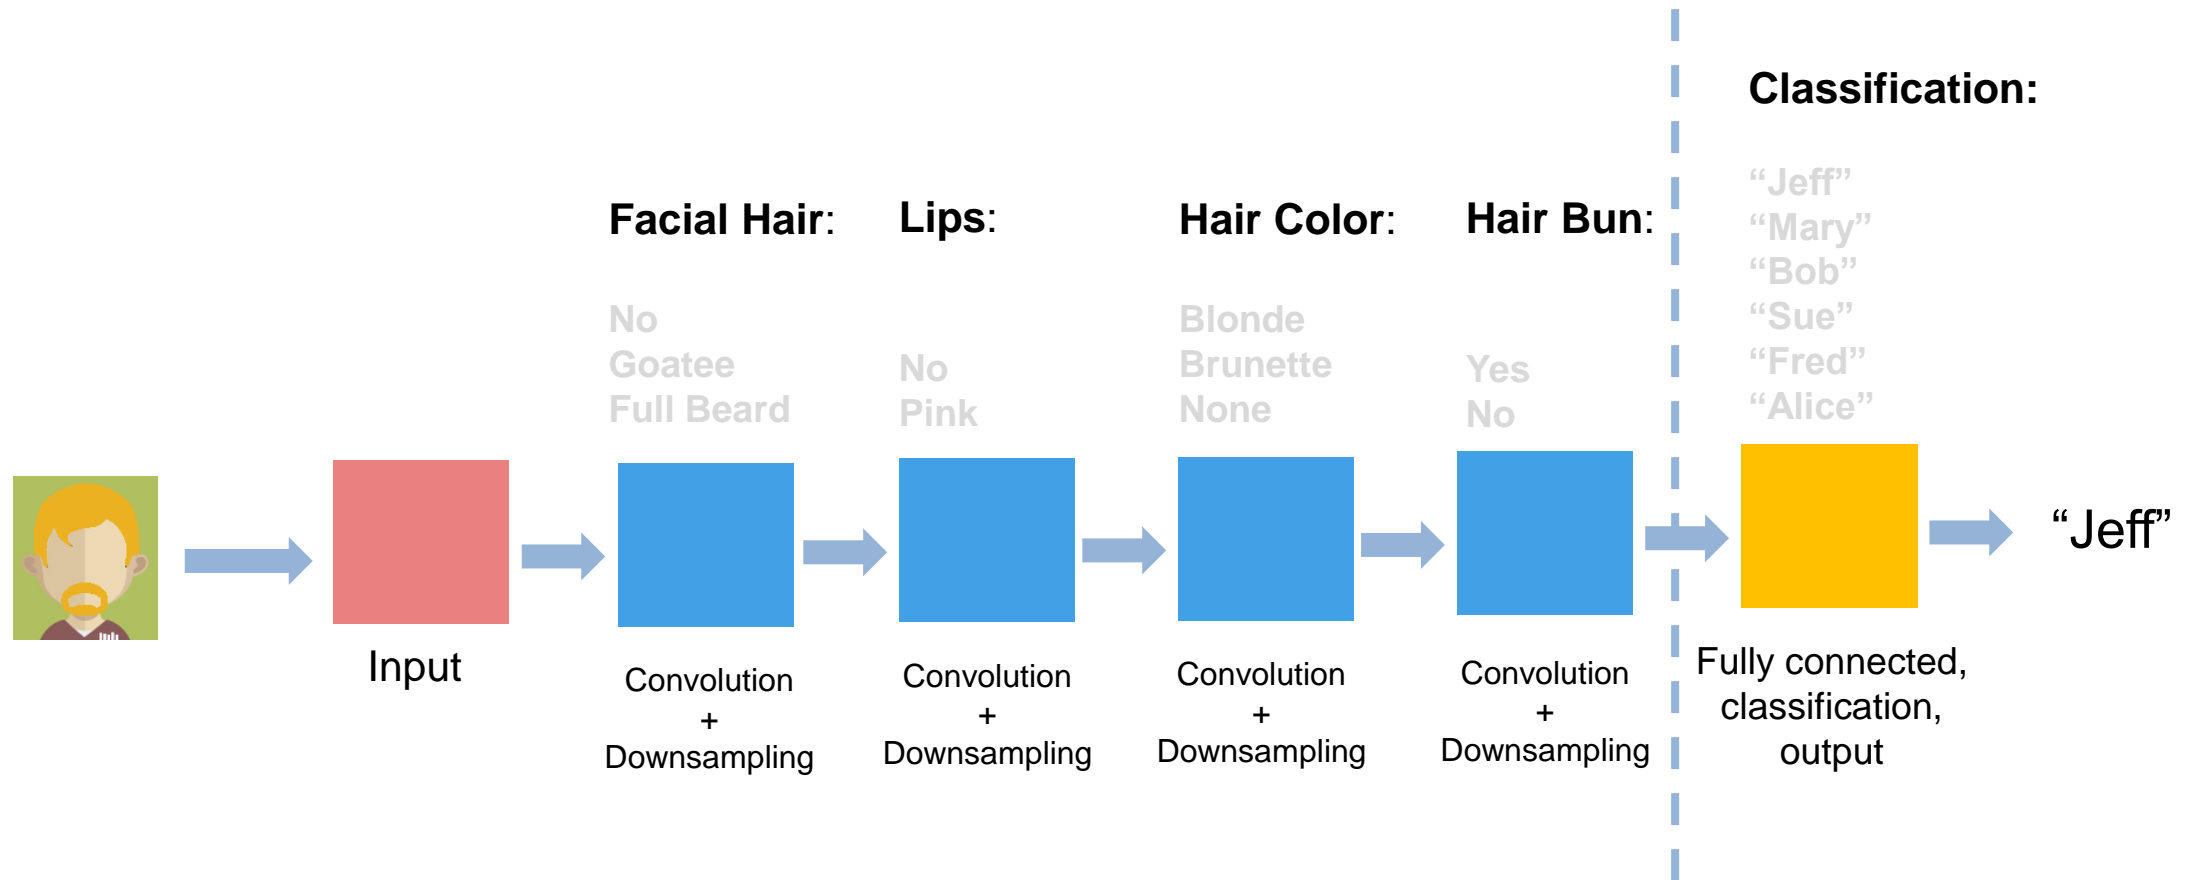 Classification:
“Jeff”
“Mary”
“Bob”
“Sue”
“Fred”
“Alice”
Facial Hair:
No
Goatee
Full Beard
Lips:
No
Pink
Hair Color:
Blonde
Brunette
None
Hair Bun:
Yes
No
Input
Convolution
+
Downsampling
Convolution
+
Downsampling
Convolution
+
Downsampling
Convolution
+
Downsampling
Fully connected,
classification,
output
“Jeff”